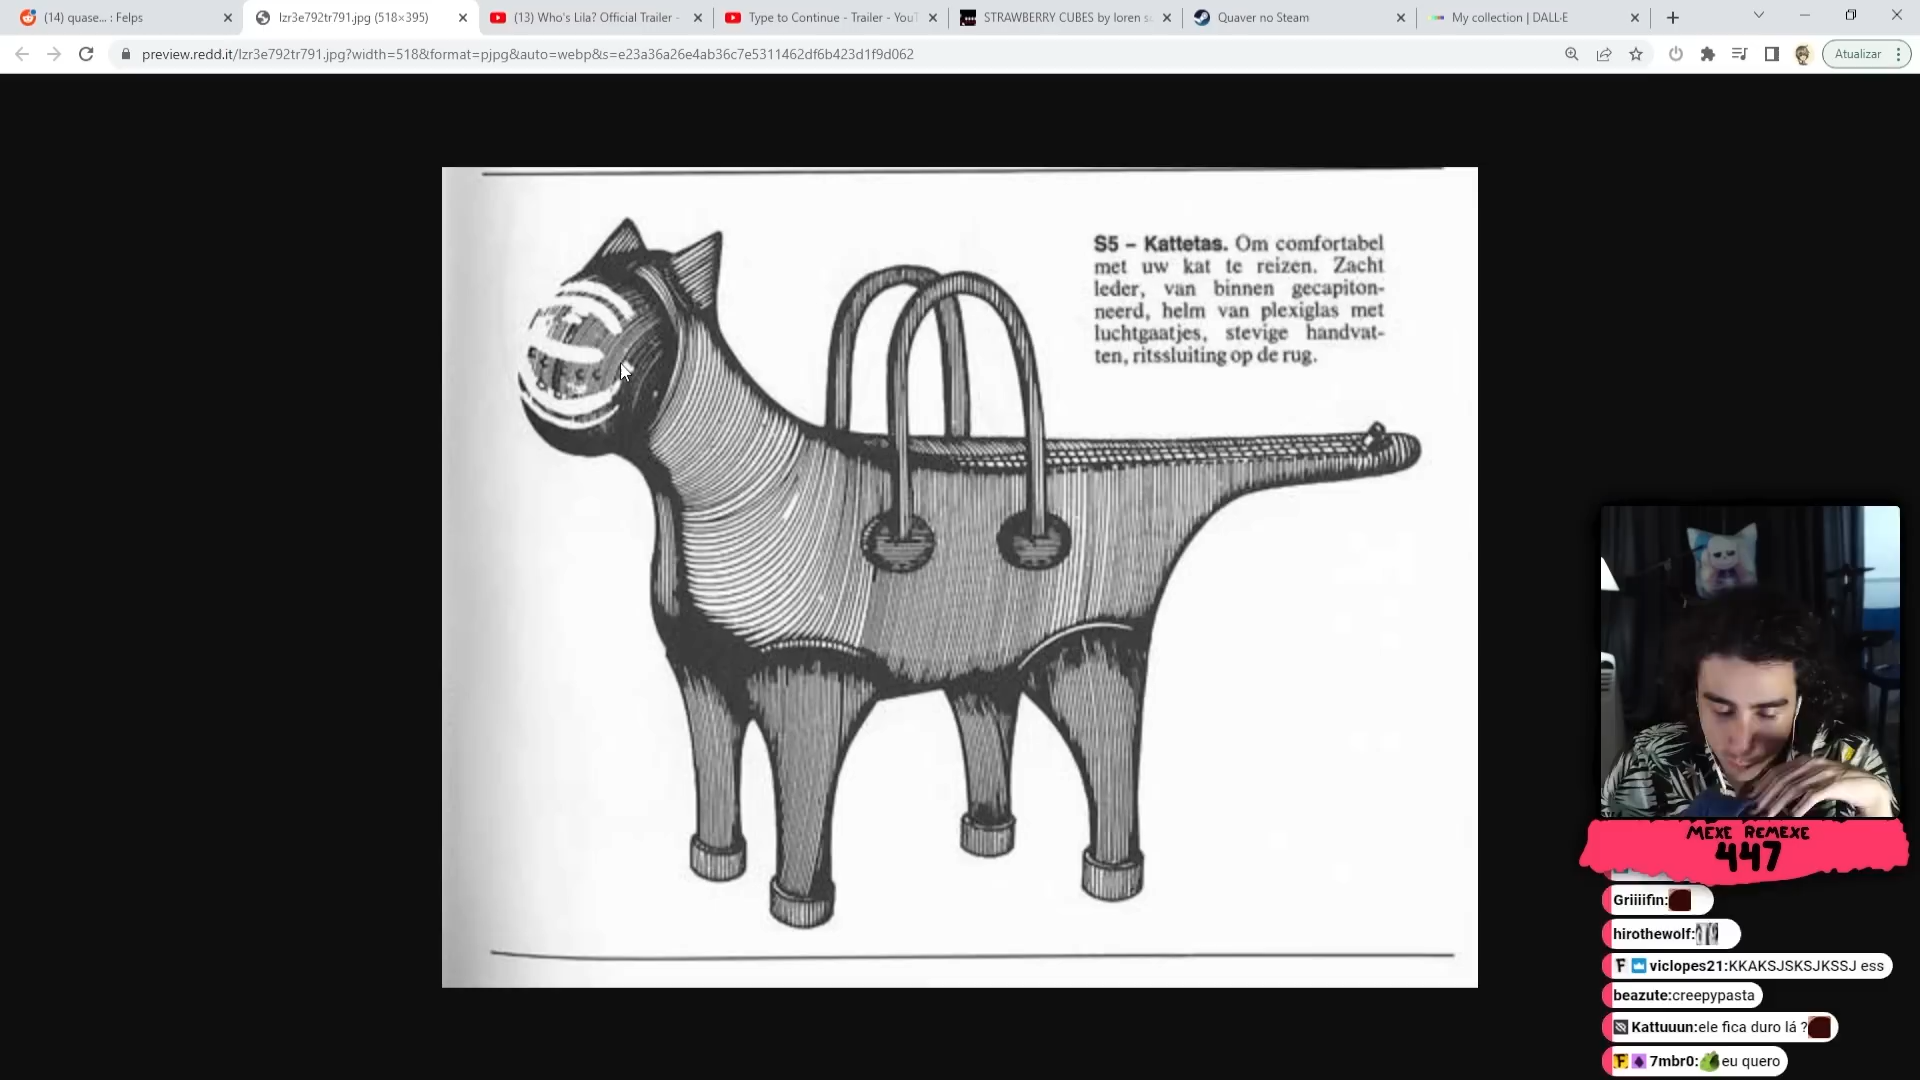 (14) quase... : Felps
lzr3e792tr791.jpg (518×395)
(13) Who's Lila? Official Trailer -
Type to Continue - Trailer - YouT
STRAWBERRY CUBES by loren s
Quaver no Steam
My collection | DALL·E
preview.redd.it/lzr3e792tr791.jpg?width=518&format=pjpg&auto=webp&s=e23a36a26e4ab36c7e5311462df6b423d1f9d062
Atualizar
S5 – Kattetas. Om comfortabel
met uw kat te reizen. Zacht
leder, van binnen gecapiton-
neerd, helm van plexiglas met
luchtgaatjes, stevige handvat-
ten, ritssluiting op de rug.
MEXE REMEXE
447
Griiiifin:
hirothewolf:
viclopes21:KKAKSJSKSJKSSJ ess
beazute:creepypasta
Kattuuun:ele fica duro lá ?
7mbr0: eu quero